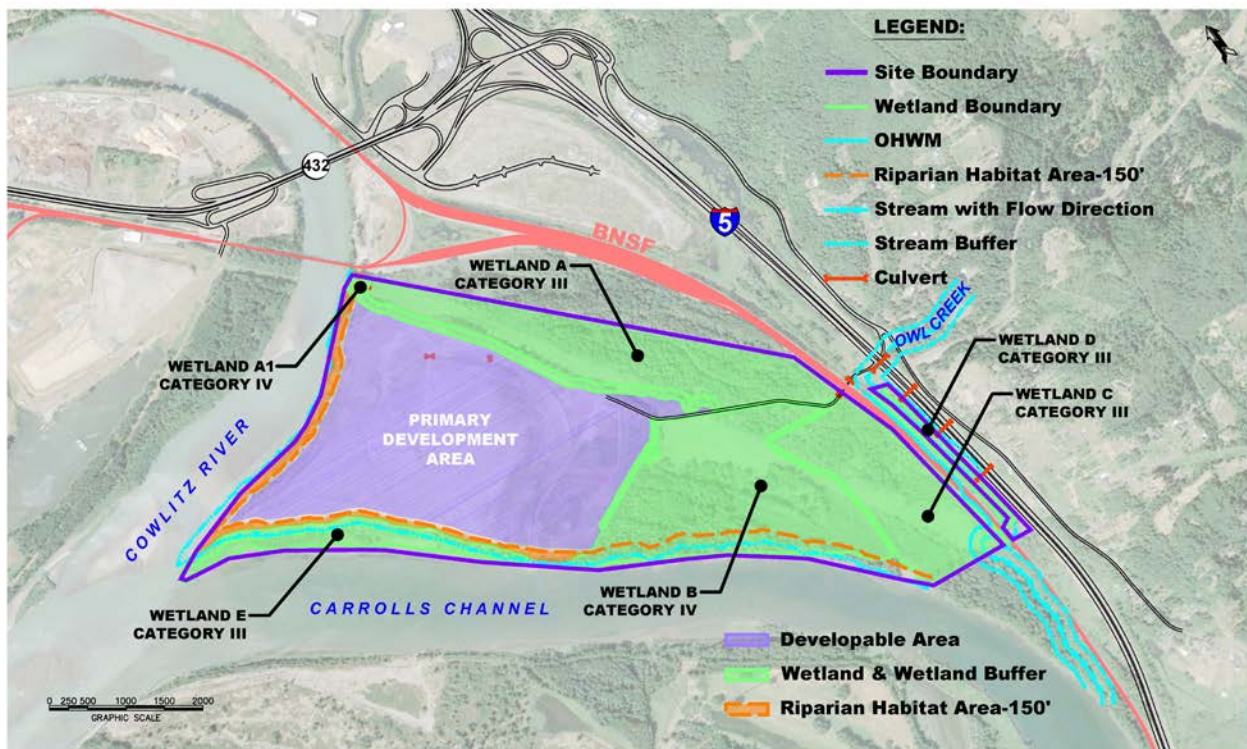 LEGEND:
Site Boundary
Wetland Boundary
OHWM
Riparian Habitat Area-150'
Stream with Flow Direction
Stream Buffer
Culvert
432
5
BNSF
OWL CREEK
WETLAND A
CATEGORY III
WETLAND D
CATEGORY III
WETLAND C
CATEGORY III
WETLAND A1
CATEGORY IV
PRIMARY
DEVELOPMENT
AREA
COWLITZ RIVER
WETLAND E
CATEGORY III
CARROLLS CHANNEL
WETLAND B
CATEGORY IV
Developable Area
Wetland & Wetland Buffer
Riparian Habitat Area-150'
0 250 500 1000 1500 2000
GRAPHIC SCALE